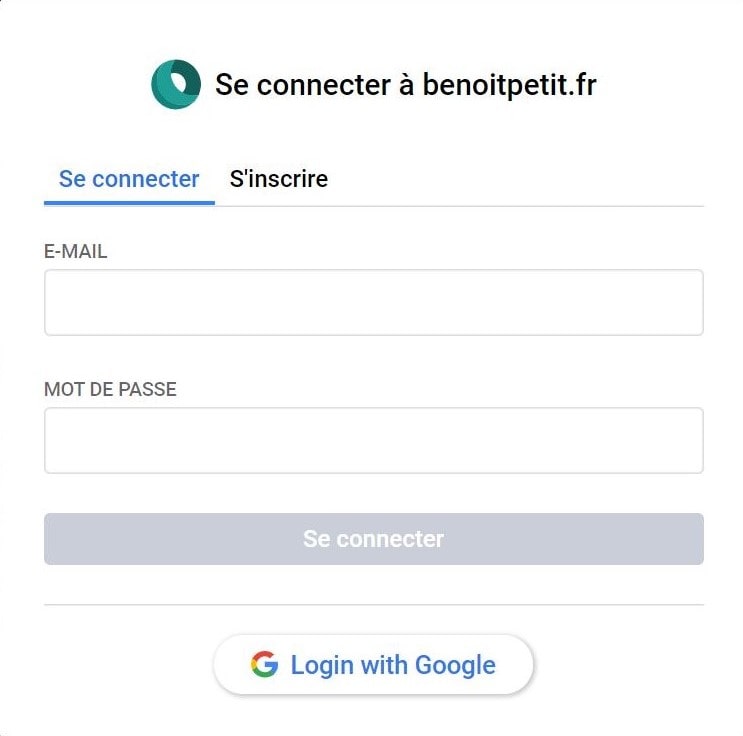 Se connecter à benoitpetit.fr
Se connecter S'inscrire
E-MAIL
MOT DE PASSE
Se connecter
Login with Google